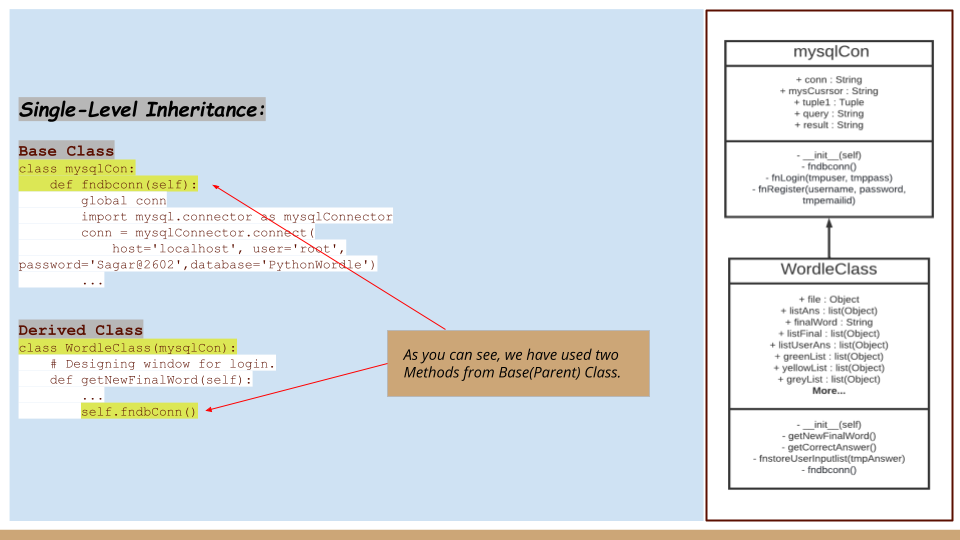 Single-Level Inheritance:
Base Class
class mysqlCon:
def fndbconn(self):
global conn
import mysql.connector as mysqlConnector
conn = mysqlConnector.connect(
host='localhost', user='root',
password='Sagar@2602',database='PythonWordle')
...
Derived Class
class WordleClass(mysqlCon):
# Designing window for login.
def getNewFinalWord(self):
...
self.fndbConn()
As you can see, we have used two
Methods from Base(Parent) Class.
mysqlCon
+ conn : String
+ mysCusrsor : String
+ tuple1 : Tuple
+ query : String
+ result : String
- __init__(self)
- fndbconn()
- fnLogin(tmpuser, tmppass)
- fnRegister(username, password,
tmpemailid)
WordleClass
+ file : Object
+ listAns : list(Object)
+ finalWord : String
+ listFinal : list(Object)
+ listUserAns : list(Object)
+ greenList : list(Object)
+ yellowList : list(Object)
+ greyList : list(Object)
More...
- __init__(self)
- getNewFinalWord()
- getCorrectAnswer()
- fnstoreUserInputlist(tmpAnswer)
- fndbconn()